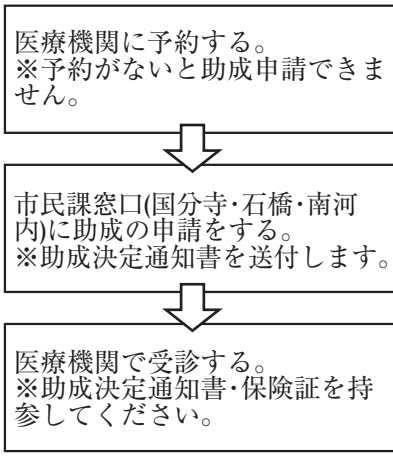 医療機関に予約する。
※予約がないと助成申請できま
せん。
市民課窓口(国分寺･石橋･南河
内)に助成の申請をする。
※助成決定通知書を送付します。
医療機関で受診する。
※助成決定通知書･保険証を持
参してください。